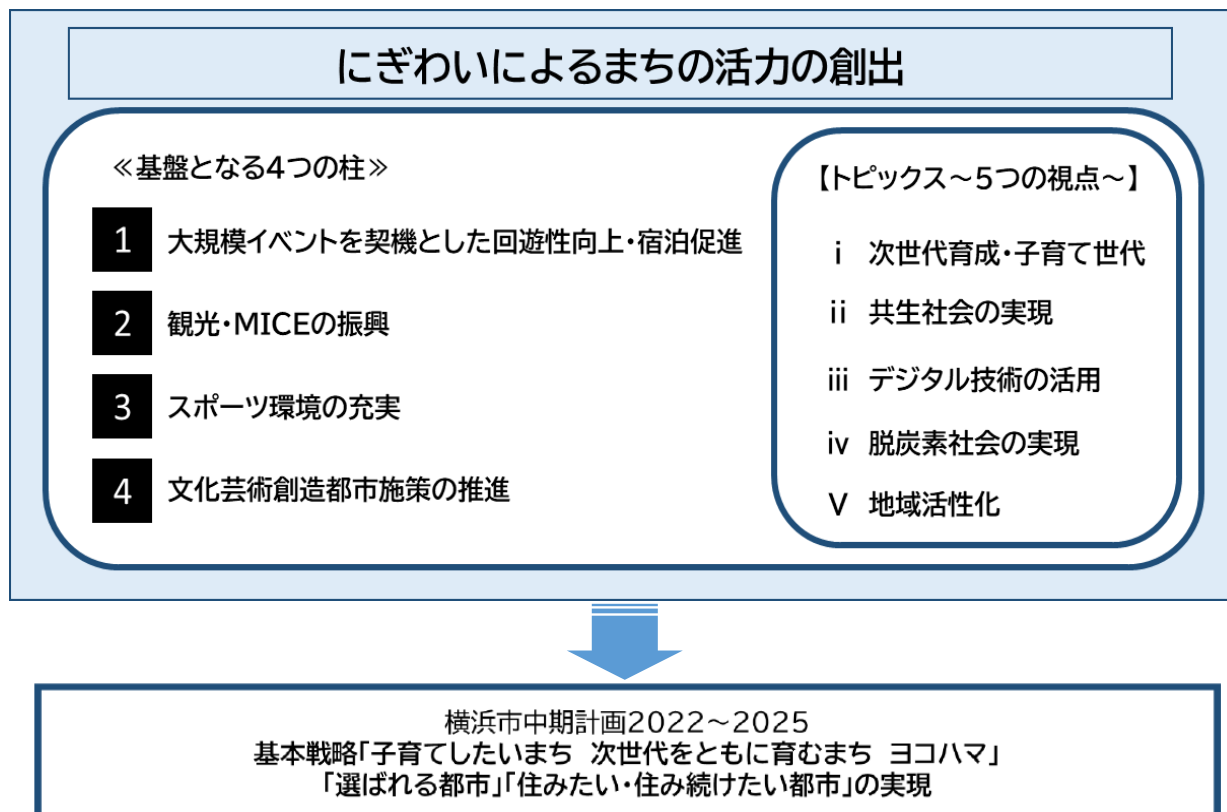 にぎわいによるまちの活力の創出
≪基盤となる4つの柱≫
1 大規模イベントを契機とした回遊性向上・宿泊促進
2 観光・MICEの振興
3 スポーツ環境の充実
4 文化芸術創造都市施策の推進
【トピックス～5つの視点～】
ⅰ 次世代育成・子育て世代
ⅱ 共生社会の実現
ⅲ デジタル技術の活用
ⅳ 脱炭素社会の実現
Ⅴ 地域活性化
横浜市中期計画2022～2025
基本戦略「子育てしたいまち 次世代をともに育むまち ヨコハマ」
「選ばれる都市」「住みたい・住み続けたい都市」の実現